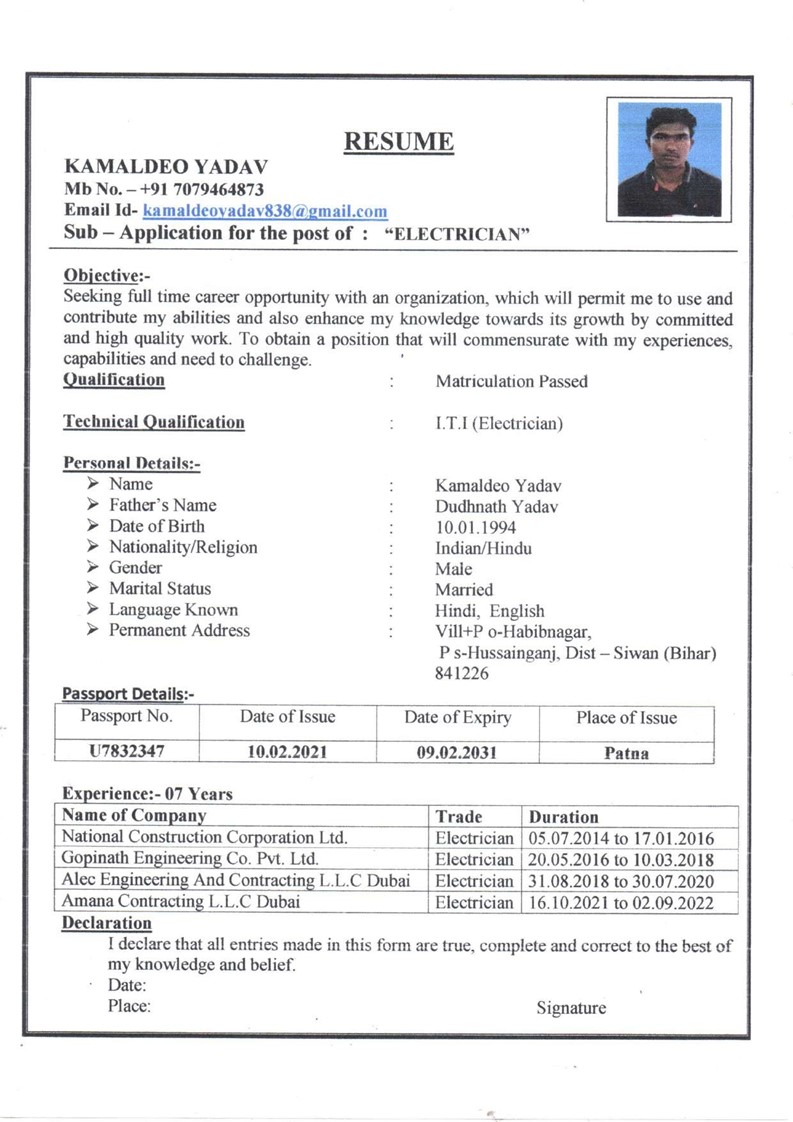 RESUME
KAMALDEO YADAV
Mb No. – +91 7079464873
Email Id- kamaldeoyadav838@gmail.com
Sub – Application for the post of : “ELECTRICIAN”
Objective:-
Seeking full time career opportunity with an organization, which will permit me to use and
contribute my abilities and also enhance my knowledge towards its growth by committed
and high quality work. To obtain a position that will commensurate with my experiences,
capabilities and need to challenge.
Qualification : Matriculation Passed
Technical Qualification : I.T.I (Electrician)
Personal Details:-
➢ Name : Kamaldeo Yadav
➢ Father’s Name : Dudhnath Yadav
➢ Date of Birth : 10.01.1994
➢ Nationality/Religion : Indian/Hindu
➢ Gender : Male
➢ Marital Status : Married
➢ Language Known : Hindi, English
➢ Permanent Address : Vill+P o-Habibnagar,
P s-Hussainganj, Dist – Siwan (Bihar)
841226
Passport Details:-
Passport No. Date of Issue Date of Expiry Place of Issue
U7832347 10.02.2021 09.02.2031 Patna
Experience:- 07 Years
Name of Company Trade Duration
National Construction Corporation Ltd. Electrician 05.07.2014 to 17.01.2016
Gopinath Engineering Co. Pvt. Ltd. Electrician 20.05.2016 to 10.03.2018
Alec Engineering And Contracting L.L.C Dubai Electrician 31.08.2018 to 30.07.2020
Amana Contracting L.L.C Dubai Electrician 16.10.2021 to 02.09.2022
Declaration
I declare that all entries made in this form are true, complete and correct to the best of
my knowledge and belief.
Date:
Place: Signature